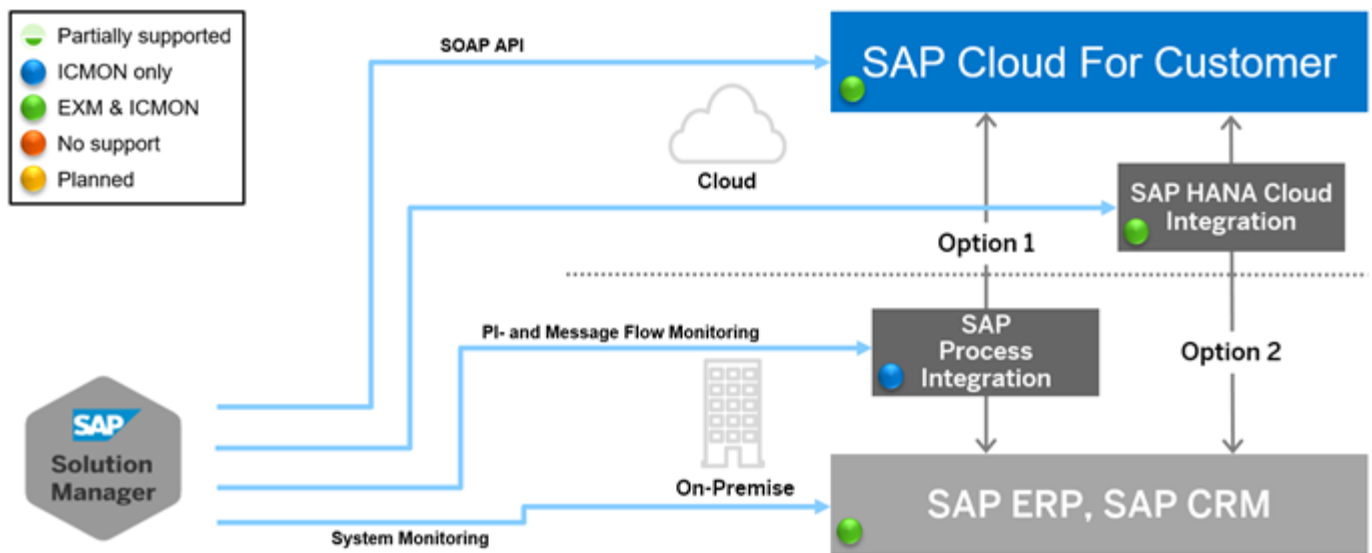 Partially supported
ICMON only
EXM & ICMON
No support
Planned
SOAP API
SAP Cloud For Customer
Cloud
SAP HANA Cloud
Integration
Option 1
PI- and Message Flow Monitoring
SAP
Process
Integration
Option 2
SAP
Solution
Manager
On-Premise
System Monitoring
SAP ERP, SAP CRM